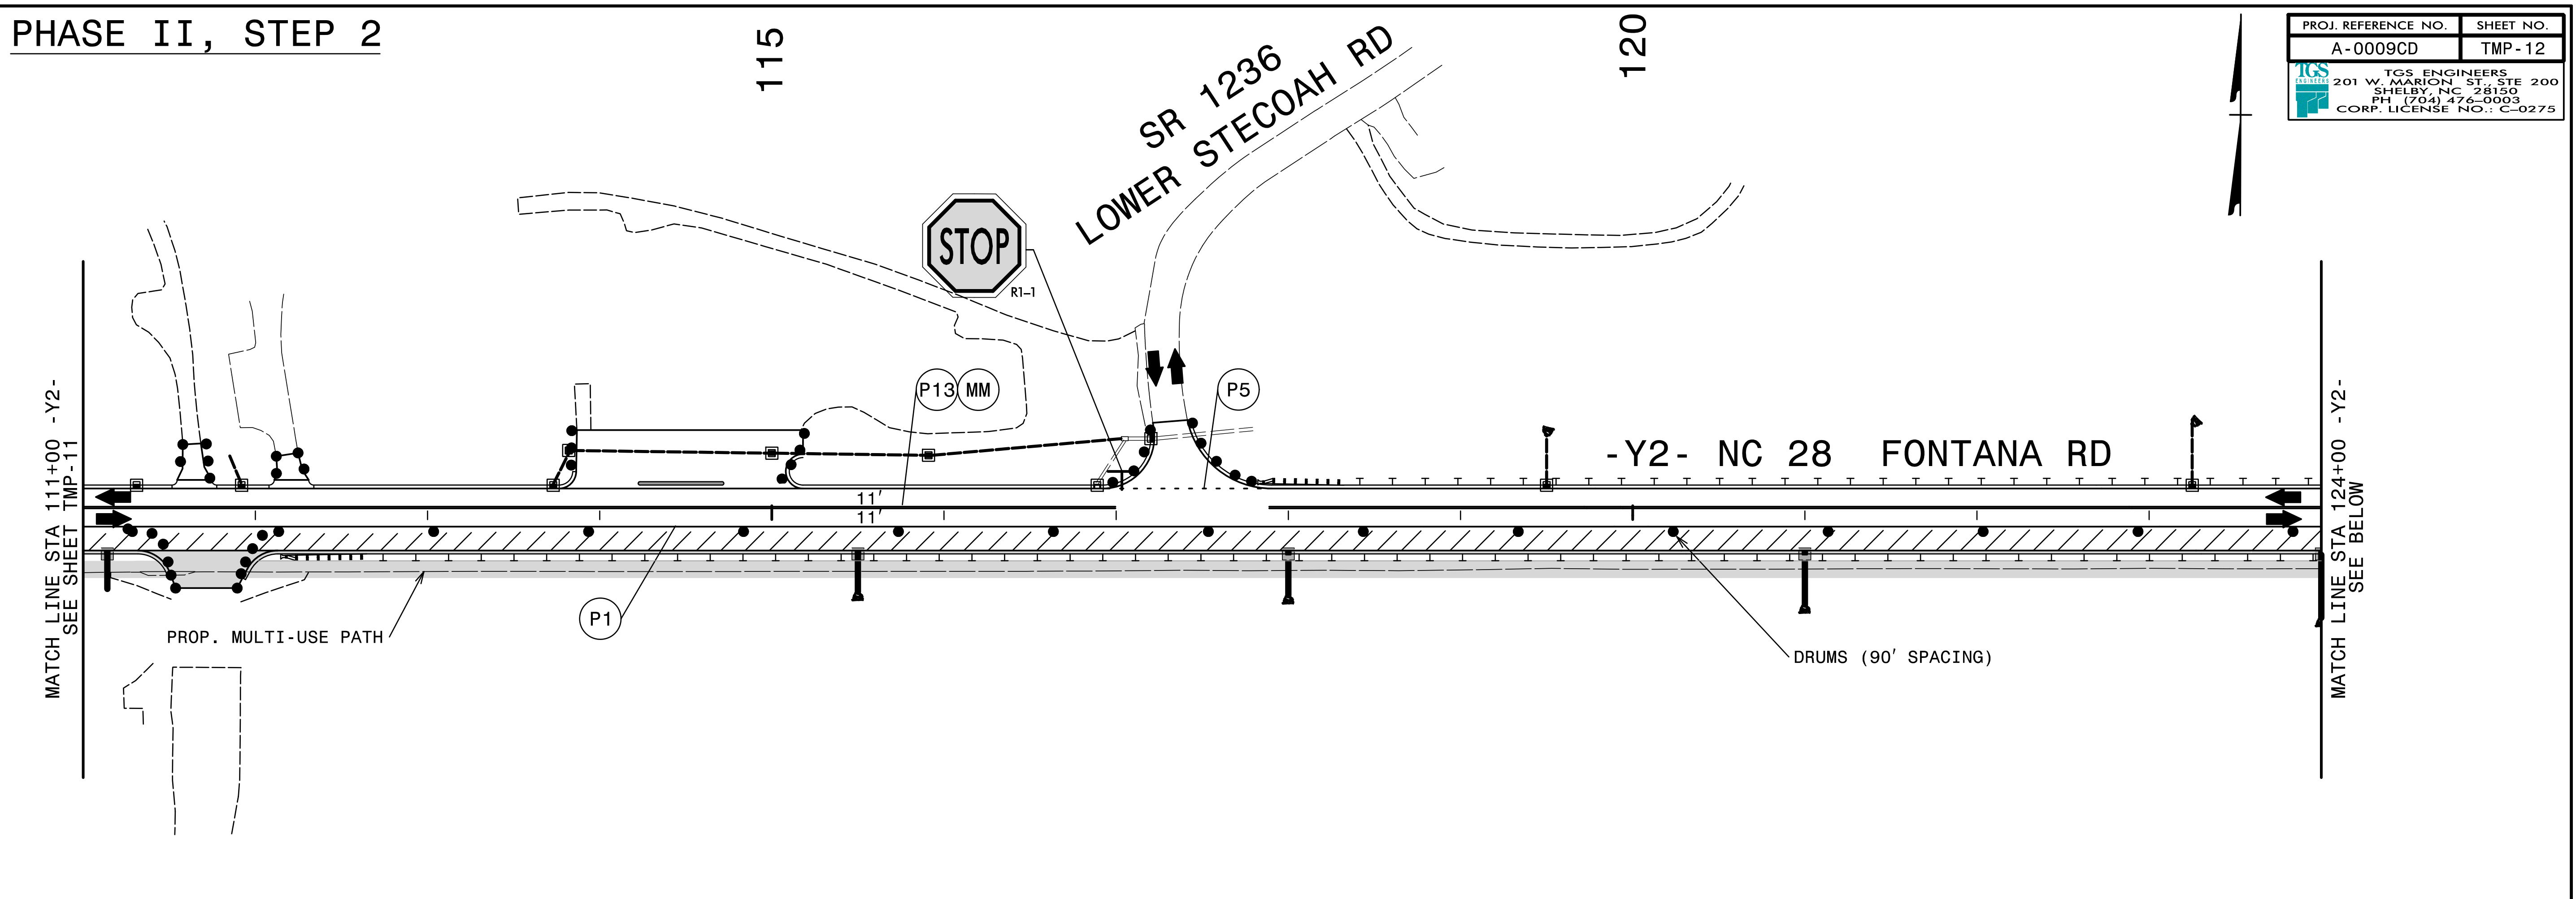 PHASE II, STEP 2
115
120
PROJ. REFERENCE NO.
SHEET NO.
A-0009CD
TMP-12
TGS
ENGINEERS
TGS ENGINEERS
201 W. MARION ST., STE 200
SHELBY, NC 28150
PH (704) 476-0003
CORP. LICENSE NO.: C-0275
SR 1236
LOWER STECOAH RD
STOP
R1-1
P13
MM
P5
-Y2- NC 28 FONTANA RD
11'
11'
MATCH LINE STA 111+00 -Y2-
SEE SHEET TMP-11
MATCH LINE STA 124+00 -Y2-
SEE BELOW
P1
PROP. MULTI-USE PATH
DRUMS (90' SPACING)